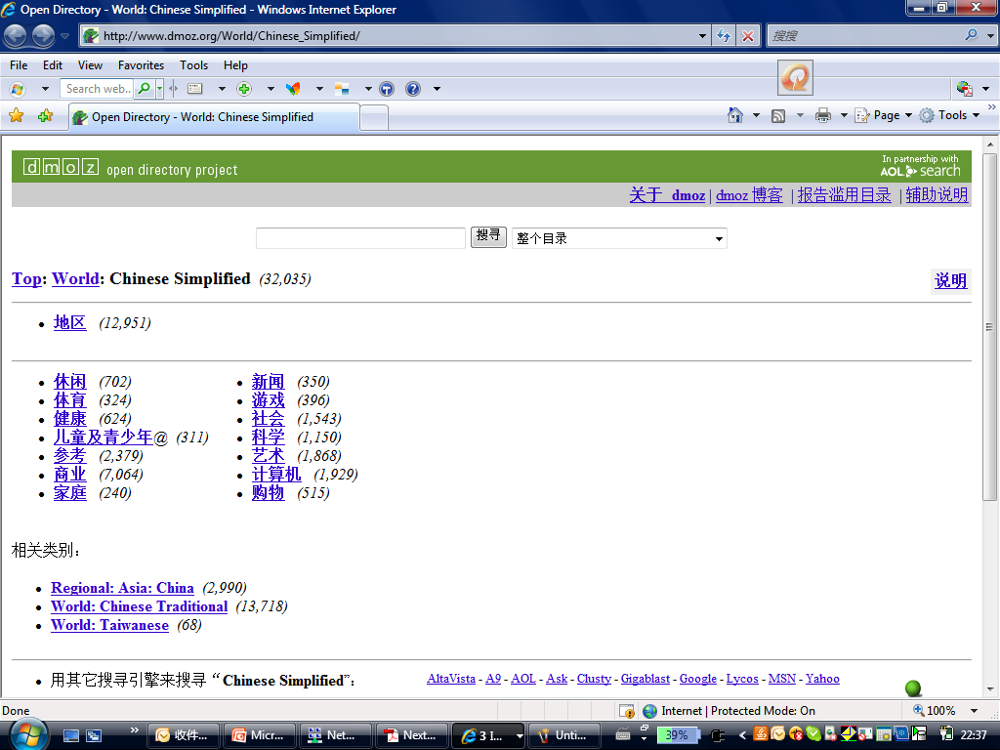 Open Directory - World: Chinese Simplified - Windows Internet Explorer
http://www.dmoz.org/World/Chinese_Simplified/
搜搜
File Edit View Favorites Tools Help
Search web..
Open Directory - World: Chinese Simplified
Page Tools
dmoz open directory project
In partnership with
AOL search
关于 dmoz | dmoz 博客 | 报告滥用目录 | 辅助说明
搜寻 整个目录
Top: World: Chinese Simplified (32,035)
说明
地区 (12,951)
休闲 (702) 新闻 (350)
体育 (324) 游戏 (396)
健康 (624) 社会 (1,543)
儿童及青少年@ (311) 科学 (1,150)
参考 (2,379) 艺术 (1,868)
商业 (7,064) 计算机 (1,929)
家庭 (240) 购物 (515)
相关类别：
Regional: Asia: China (2,990)
World: Chinese Traditional (13,718)
World: Taiwanese (68)
用其它搜寻引擎来搜寻“Chinese Simplified”： AltaVista - A9 - AOL - Ask - Clusty - Gigablast - Google - Lycos - MSN - Yahoo
Done Internet | Protected Mode: On 100%
收件... Micr... Net... Next... 3 I... Unti... 39% 22:37